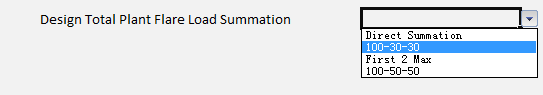 Design Total Plant Flare Load Summation
Direct Summation
100-30-30
First 2 Max
100-50-50